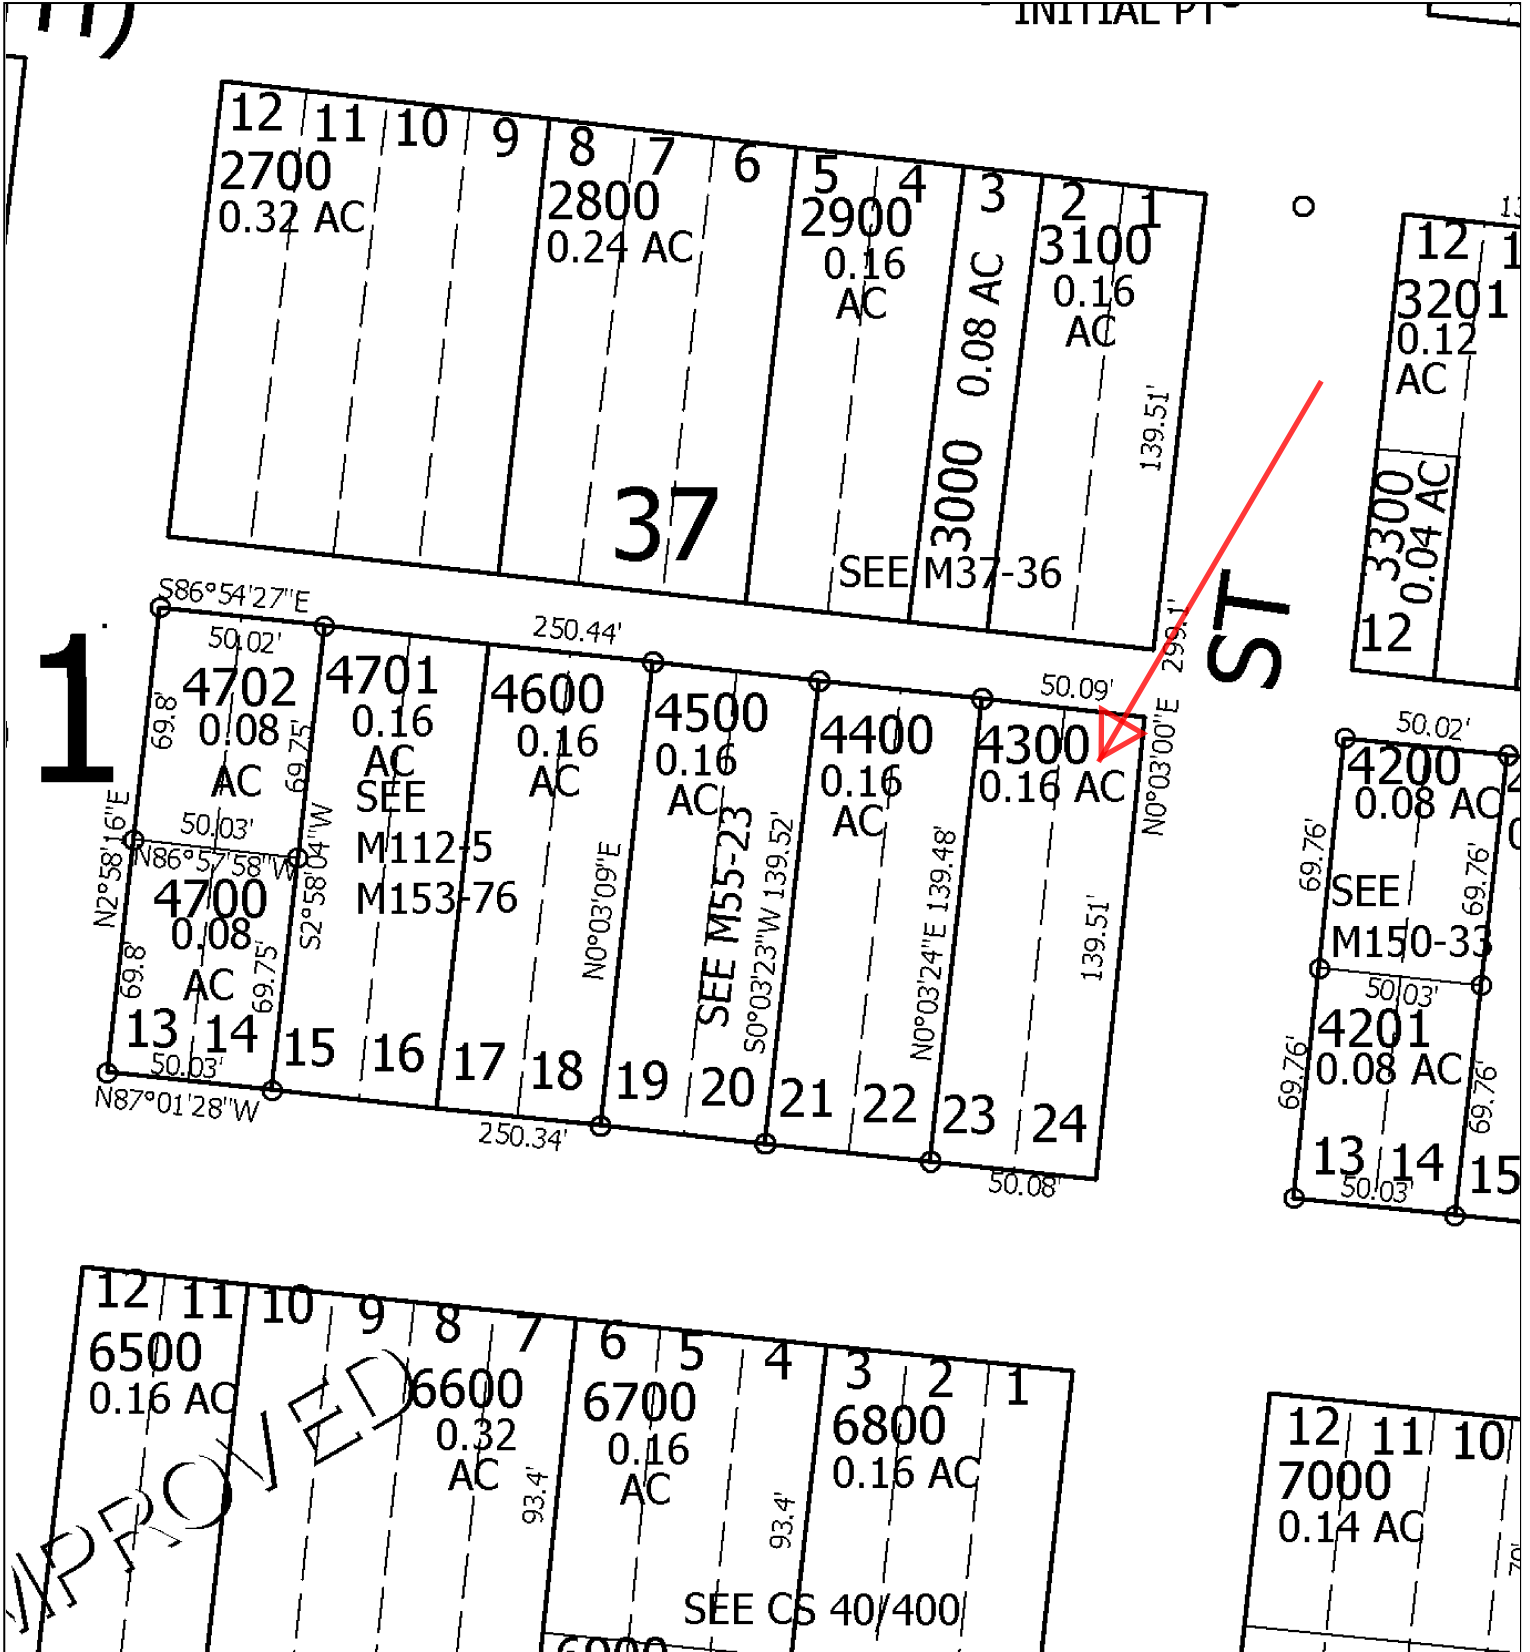 INITIAL PT
12 11 10 9 8 7 6 5 4 3 2 1
2700
0.32 AC
2800
0.24 AC
2900
0.16
AC
3000 0.08 AC
3100
0.16
AC
139.51'
37
SEE M37-36
299.1'
ST
12
3201
0.12
AC
3300
0.04 AC
12
1
S86°54'27"E
50.02'
250.44'
50.09'
4702
0.08
AC
69.8'
69.75'
4701
0.16
AC
SEE
M112-5
M153-76
4600
0.16
AC
4500
0.16
AC
SEE M55-23
4400
0.16
AC
4300
0.16 AC
N0°03'00"E
N2°58'16"E
50.03'
N86°57'58"W
S2°58'04"W
4700
0.08
AC
69.8'
69.75'
N0°03'09"E
S0°03'23"W 139.52'
N0°03'24"E 139.48'
139.51'
13 14 15 16 17 18 19 20 21 22 23 24
50.03'
N87°01'28"W
250.34'
50.08'
50.02'
4200
0.08 AC
69.76'
69.76'
SEE
M150-33
50.03'
4201
0.08 AC
69.76'
69.76'
13 14 15
50.03'
12 11 10 9 8 7 6 5 4 3 2 1
6500
0.16 AC
6600
0.32
AC
93.4'
6700
0.16
AC
93.4'
6800
0.16 AC
SEE CS 40/400
6900
12 11 10
7000
0.14 AC